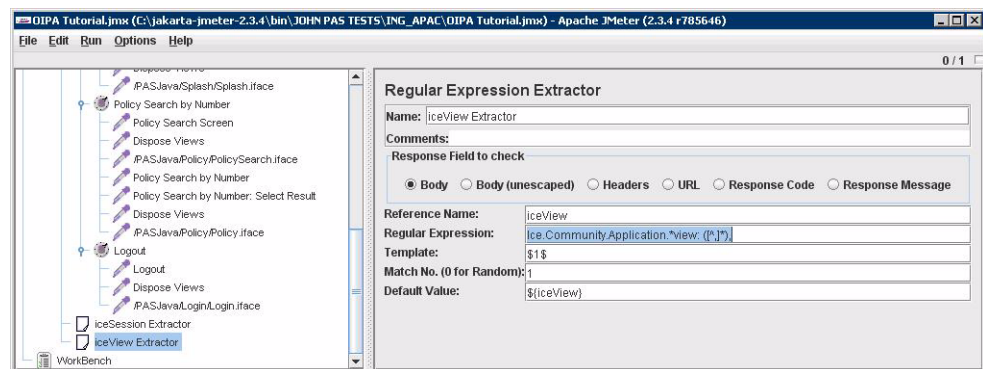 OIPA Tutorial.jmx (C:\jakarta-jmeter-2.3.4\bin\JOHN PAS TESTS\ING_APAC\OIPA Tutorial.jmx) - Apache JMeter (2.3.4 r785646)
File Edit Run Options Help
0 / 1
Dispose Views
/PASJava/Splash/Splash.iface
Policy Search by Number
Policy Search Screen
Dispose Views
/PASJava/Policy/PolicySearch.iface
Policy Search by Number
Policy Search by Number: Select Result
Dispose Views
/PASJava/Policy/Policy.iface
Logout
Logout
Dispose Views
/PASJava/Login/Login.iface
iceSession Extractor
iceView Extractor
WorkBench
Regular Expression Extractor
Name: iceView Extractor
Comments:
Response Field to check
Body Body (unescaped) Headers URL Response Code Response Message
Reference Name: iceView
Regular Expression: Ice.Community.Application.*view: ([^,]*),
Template: $1$
Match No. (0 for Random): 1
Default Value: ${iceView}